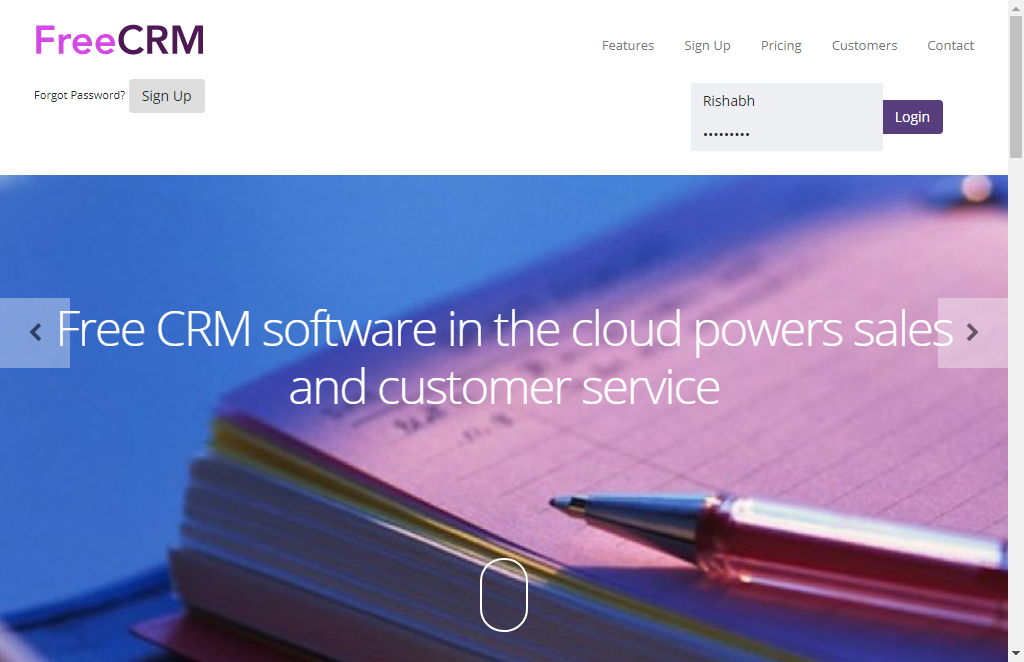 FreeCRM
Features Sign Up Pricing Customers Contact
Forgot Password? Sign Up
Rishabh
•••••••••
Login
Free CRM software in the cloud powers sales
and customer service